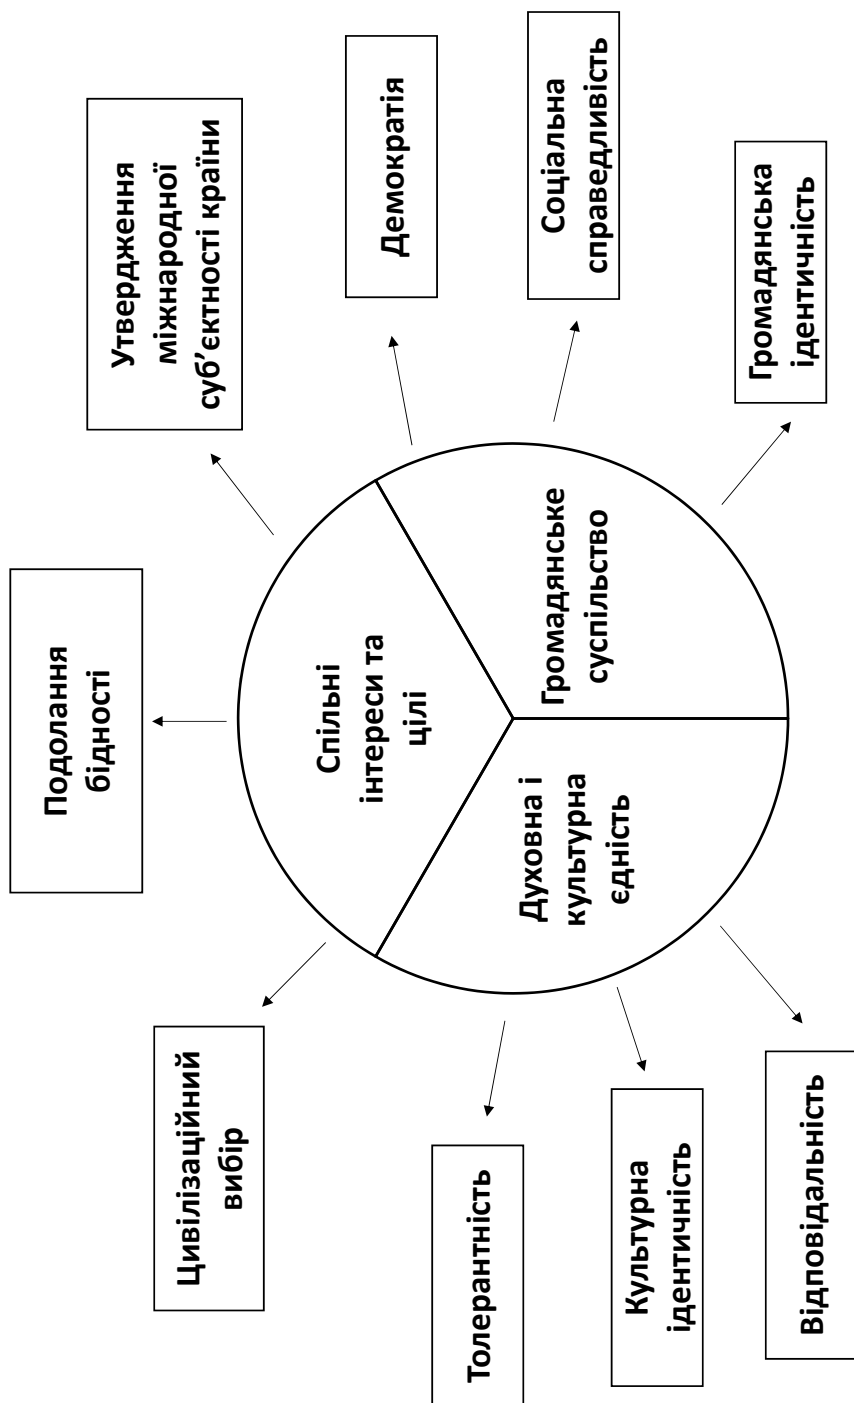 Подолання
бідності
Цивілізаційний
вибір
Утвердження
міжнародної
суб’єктності країни
Спільні
інтереси та
цілі
Толерантність
Духовна і
культурна
єдність
Громадянське
суспільство
Демократія
Культурна
ідентичність
Соціальна
справедливість
Відповідальність
Громадянська
ідентичність